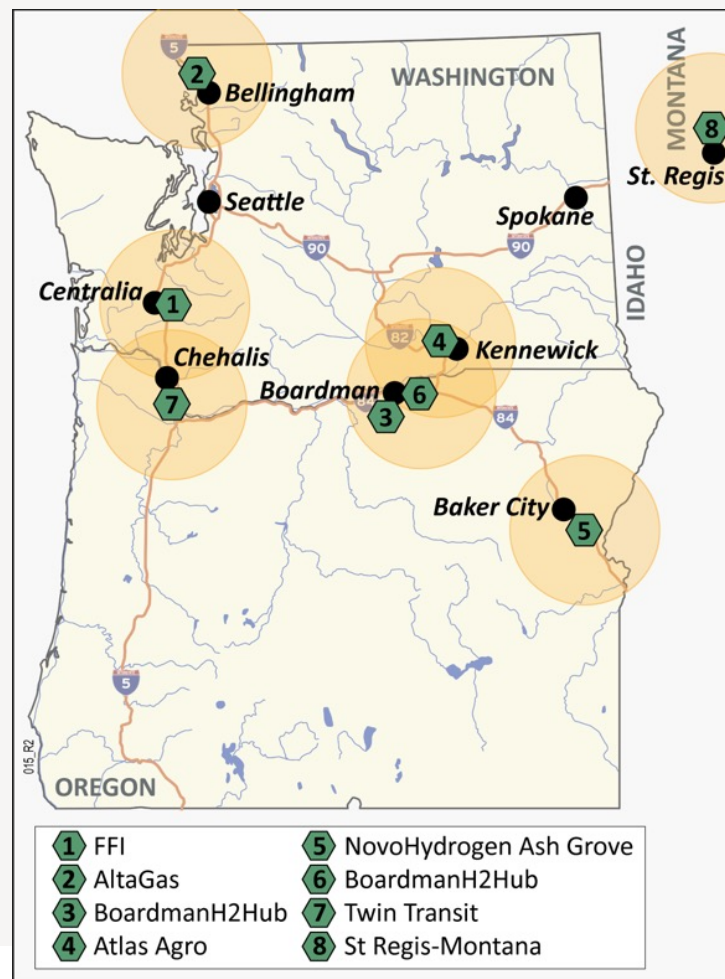 5
2
Bellingham
WASHINGTON
MONTANA
8
St. Regis
Seattle
Spokane
90
90
IDAHO
Centralia
1
82
4
Kennewick
Chehalis
7
Boardman
84
6
3
84
Baker City
5
5
015_R2
OREGON
1 FFI
2 AltaGas
3 BoardmanH2Hub
4 Atlas Agro
5 NovoHydrogen Ash Grove
6 BoardmanH2Hub
7 Twin Transit
8 St Regis-Montana